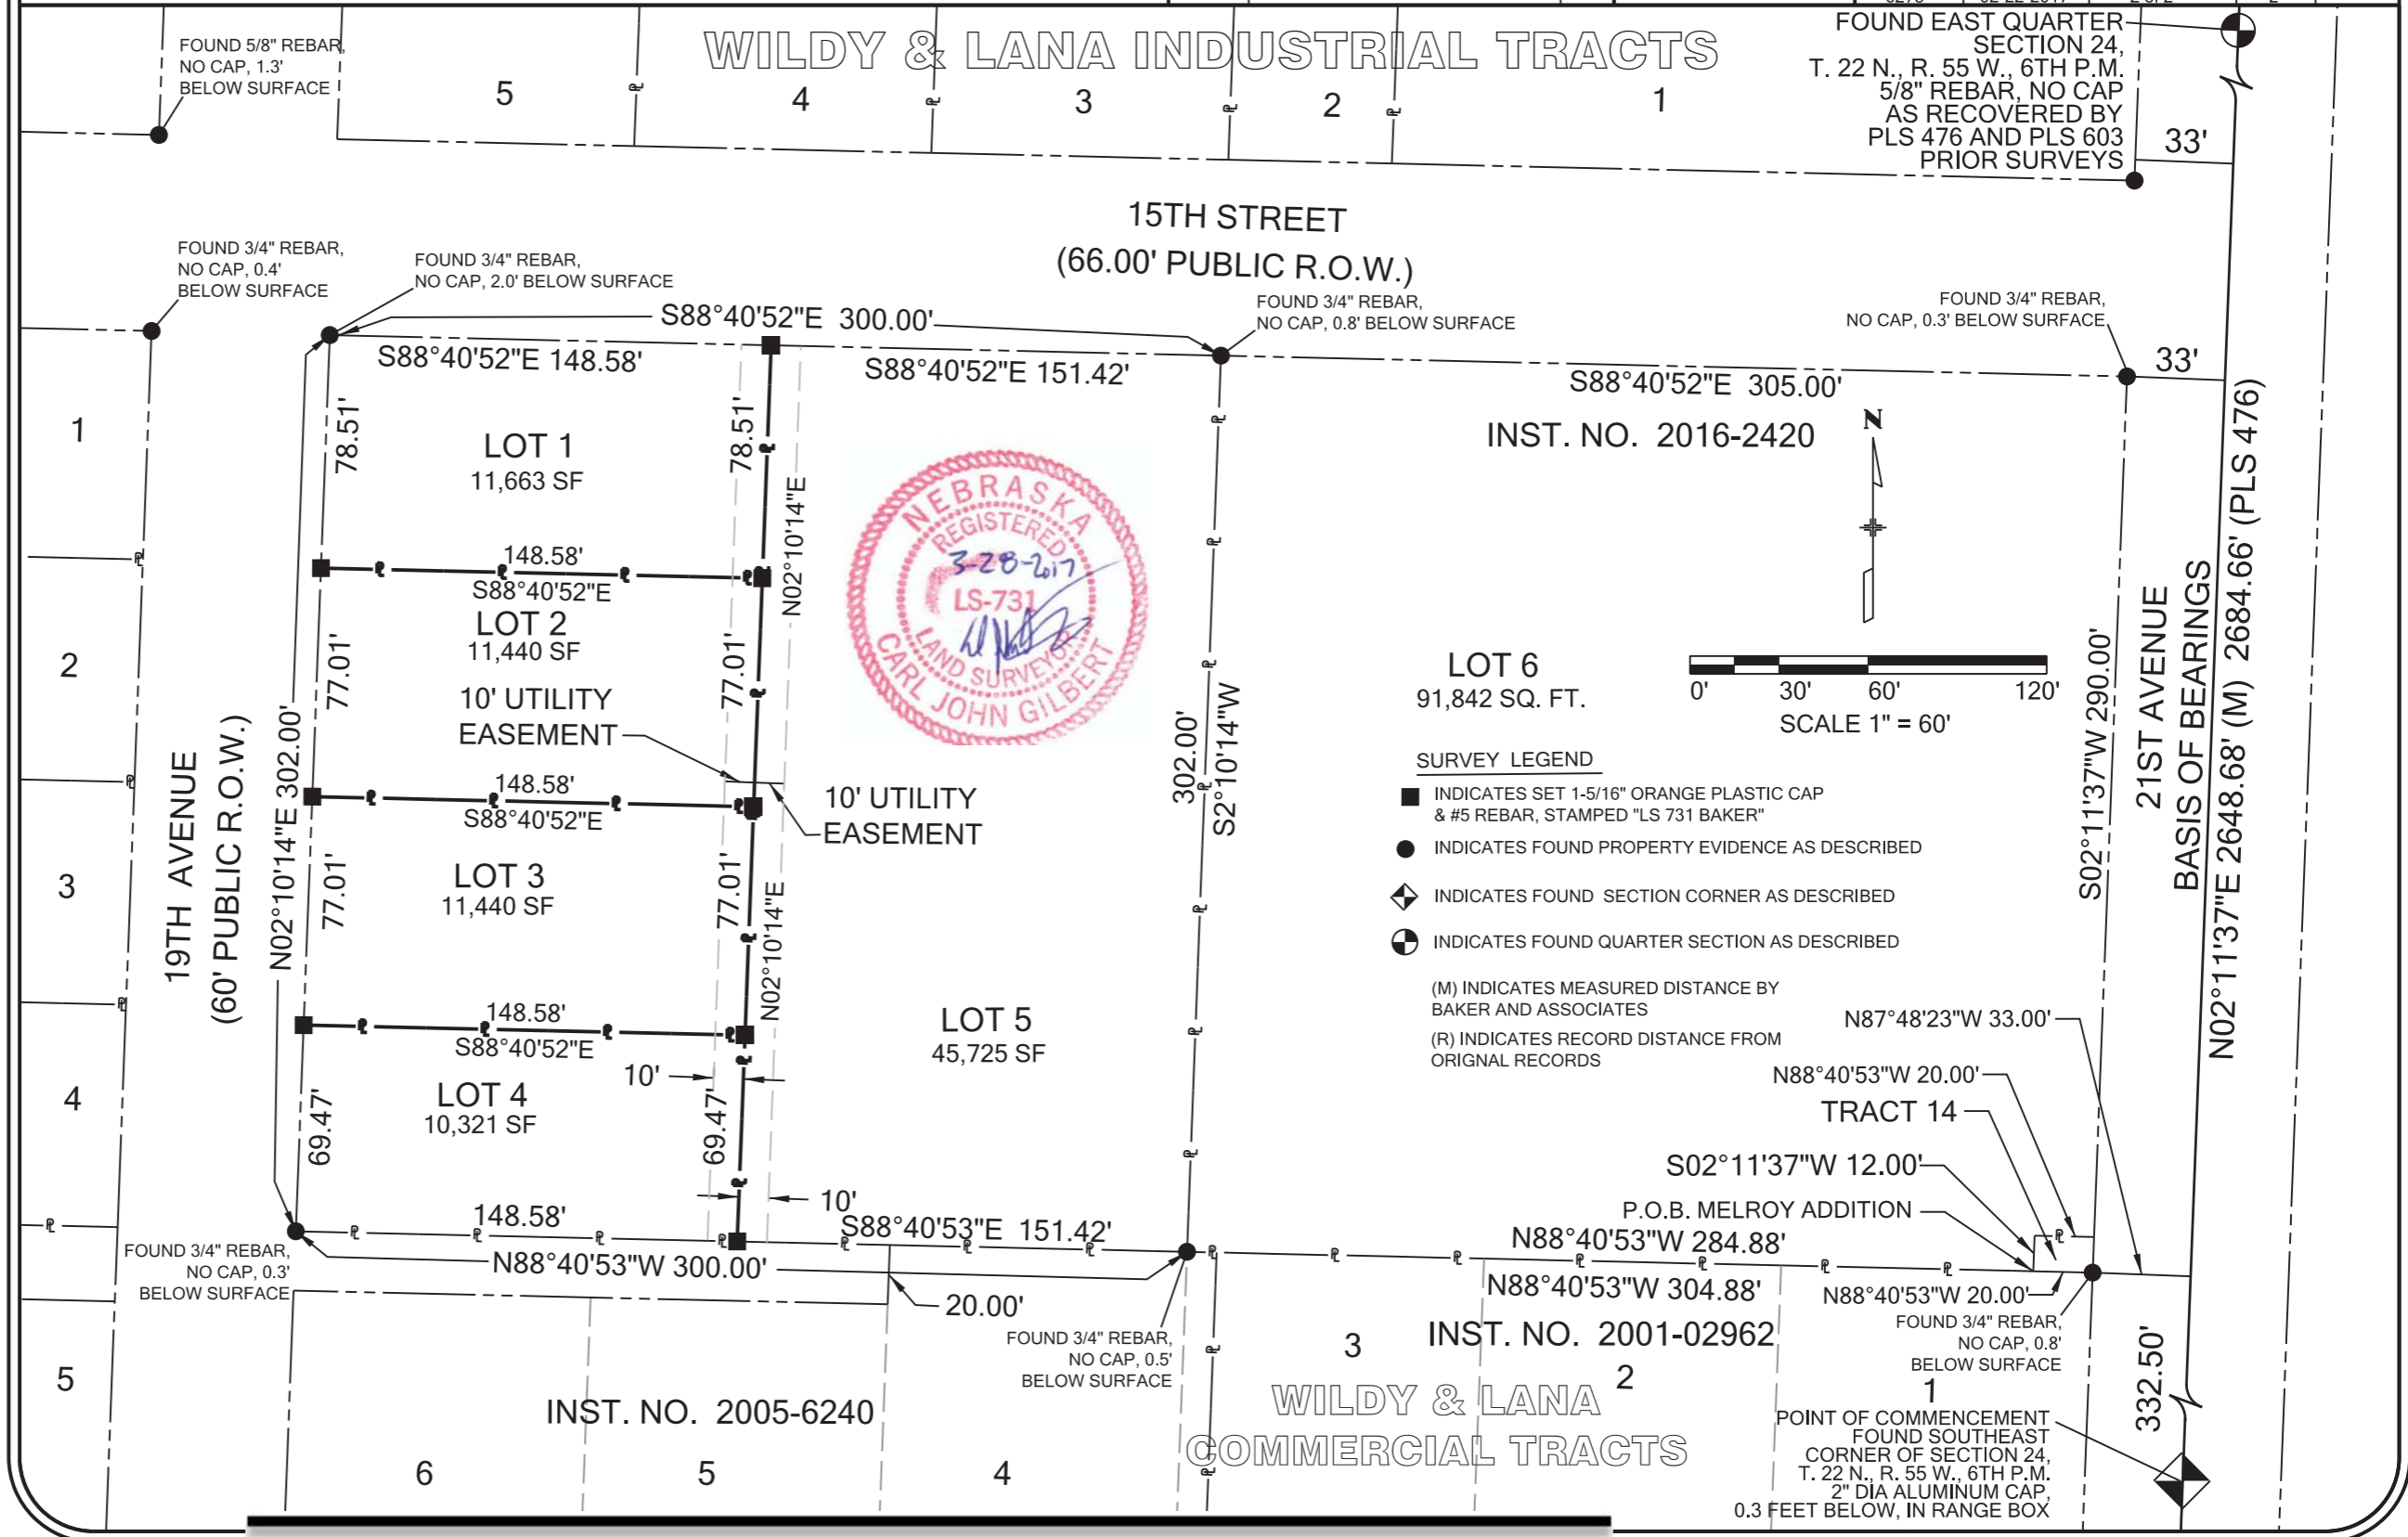 WILDY & LANA INDUSTRIAL TRACTS
FOUND 5/8" REBAR,
NO CAP, 1.3'
BELOW SURFACE
5
4
3
2
1
FOUND EAST QUARTER
SECTION 24,
T. 22 N., R. 55 W., 6TH P.M.
5/8" REBAR, NO CAP
AS RECOVERED BY
PLS 476 AND PLS 603
PRIOR SURVEYS
33'
15TH STREET
(66.00' PUBLIC R.O.W.)
FOUND 3/4" REBAR,
NO CAP, 0.4'
BELOW SURFACE
FOUND 3/4" REBAR,
NO CAP, 2.0' BELOW SURFACE
S88°40'52"E 300.00'
FOUND 3/4" REBAR,
NO CAP, 0.8' BELOW SURFACE
FOUND 3/4" REBAR,
NO CAP, 0.3' BELOW SURFACE
33'
S88°40'52"E 148.58'
S88°40'52"E 151.42'
S88°40'52"E 305.00'
INST. NO. 2016-2420
N
1
2
3
4
5
19TH AVENUE
(60' PUBLIC R.O.W.)
N02°10'14"E 302.00'
78.51'
LOT 1
11,663 SF
78.51'
N02°10'14"E
148.58'
S88°40'52"E
77.01'
LOT 2
11,440 SF
77.01'
10' UTILITY
EASEMENT
148.58'
S88°40'52"E
10' UTILITY
EASEMENT
77.01'
LOT 3
11,440 SF
77.01'
N02°10'14"E
148.58'
S88°40'52"E
10'
69.47'
LOT 4
10,321 SF
69.47'
10'
LOT 5
45,725 SF
NEBRASKA
REGISTERED
3-28-2017
LS-731
LAND SURVEYOR
CARL JOHN GILBERT
302.00'
S2°10'14"W
LOT 6
91,842 SQ. FT.
0' 30' 60' 120'
SCALE 1" = 60'
SURVEY LEGEND
INDICATES SET 1-5/16" ORANGE PLASTIC CAP
& #5 REBAR, STAMPED "LS 731 BAKER"
INDICATES FOUND PROPERTY EVIDENCE AS DESCRIBED
INDICATES FOUND SECTION CORNER AS DESCRIBED
INDICATES FOUND QUARTER SECTION AS DESCRIBED
(M) INDICATES MEASURED DISTANCE BY
BAKER AND ASSOCIATES
(R) INDICATES RECORD DISTANCE FROM
ORIGNAL RECORDS
S02°11'37"W 290.00'
21ST AVENUE
BASIS OF BEARINGS
N02°11'37"E 2648.68' (M) 2684.66' (PLS 476)
N87°48'23"W 33.00'
N88°40'53"W 20.00'
TRACT 14
S02°11'37"W 12.00'
P.O.B. MELROY ADDITION
148.58'
S88°40'53"E 151.42'
N88°40'53"W 284.88'
N88°40'53"W 300.00'
N88°40'53"W 304.88'
N88°40'53"W 20.00'
FOUND 3/4" REBAR,
NO CAP, 0.3'
BELOW SURFACE
20.00'
FOUND 3/4" REBAR,
NO CAP, 0.5'
BELOW SURFACE
FOUND 3/4" REBAR,
NO CAP, 0.8'
BELOW SURFACE
332.50'
INST. NO. 2005-6240
INST. NO. 2001-02962
3
2
1
WILDY & LANA
COMMERCIAL TRACTS
6
5
4
POINT OF COMMENCEMENT
FOUND SOUTHEAST
CORNER OF SECTION 24,
T. 22 N., R. 55 W., 6TH P.M.
2" DIA ALUMINUM CAP,
0.3 FEET BELOW, IN RANGE BOX